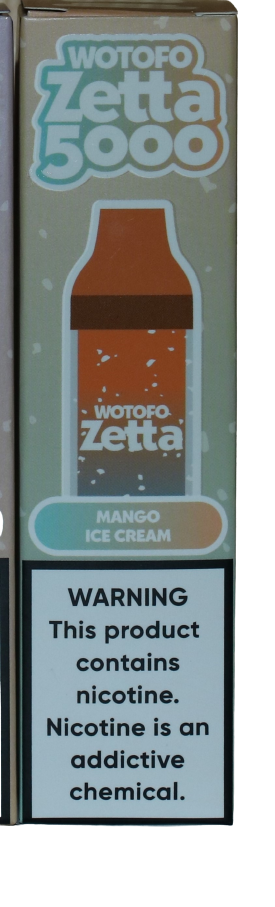 WOTOFO
Zetta
5000
WOTOFO
Zetta
MANGO
ICE CREAM
WARNING
This product
contains
nicotine.
Nicotine is an
addictive
chemical.